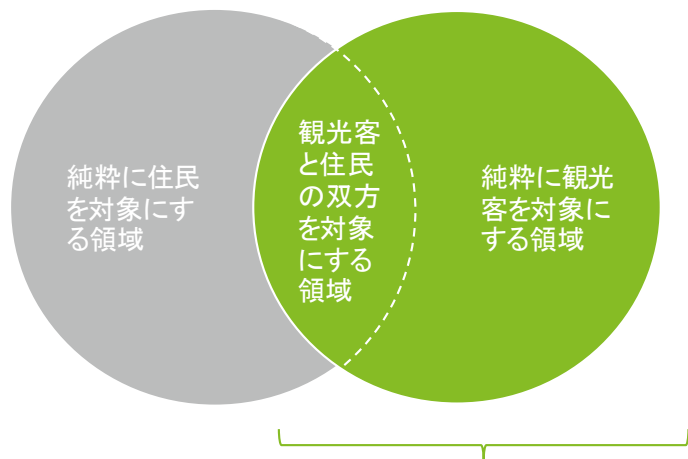 純粋に住民
を対象にす
る領域
観光客
と住民
の双方
を対象
にする
領域
純粋に観光
客を対象に
する領域